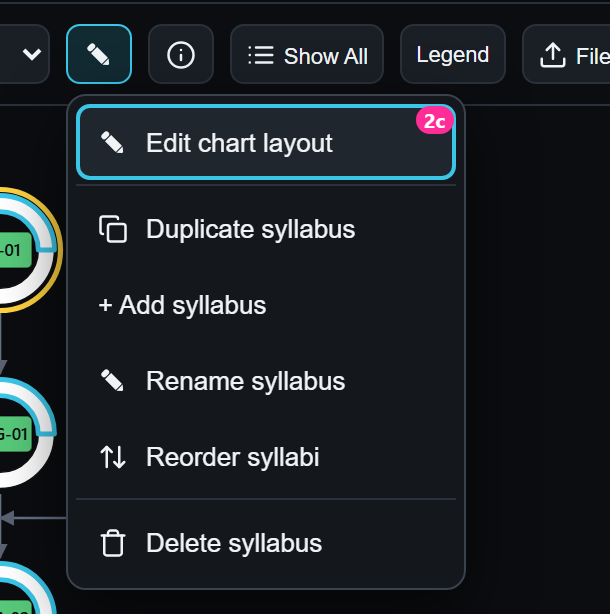 Show All
Legend
File
2c
Edit chart layout
-01
Duplicate syllabus
+ Add syllabus
Rename syllabus
G-01
Reorder syllabi
Delete syllabus